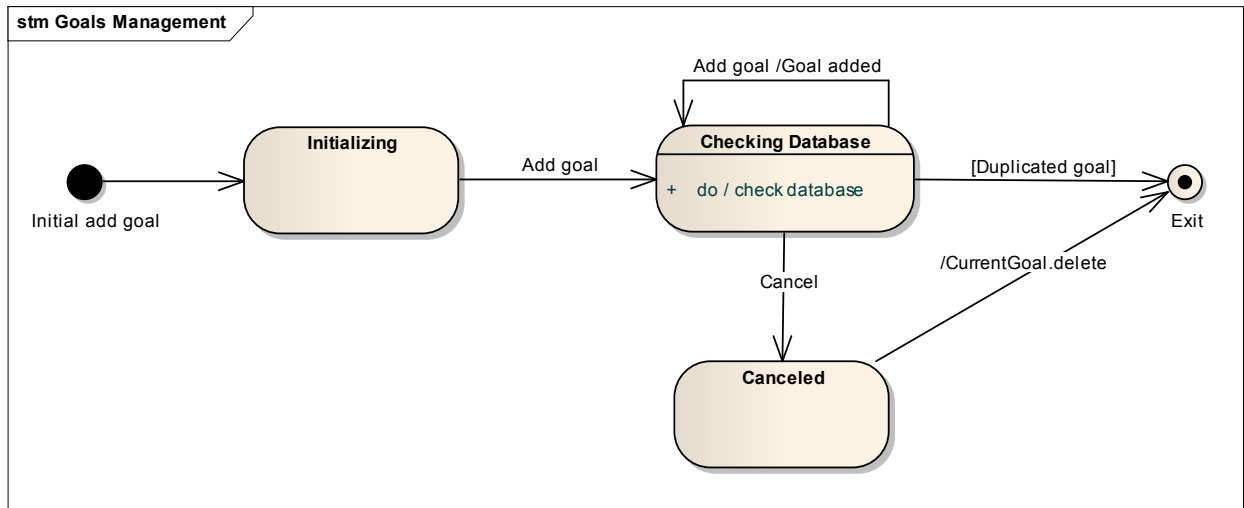 stm Goals Management
Add goal /Goal added
Initializing
Checking Database
Add goal
[Duplicated goal]
+ do / check database
Initial add goal
Exit
/CurrentGoal.delete
Cancel
Canceled